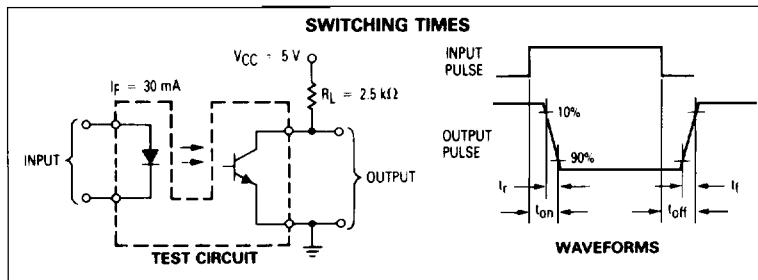 SWITCHING TIMES
VCC = 5 V
IF = 30 mA
RL = 2.5 kΩ
INPUT
OUTPUT
TEST CIRCUIT
INPUT
PULSE
10%
OUTPUT
PULSE
90%
tr
tf
ton
toff
WAVEFORMS